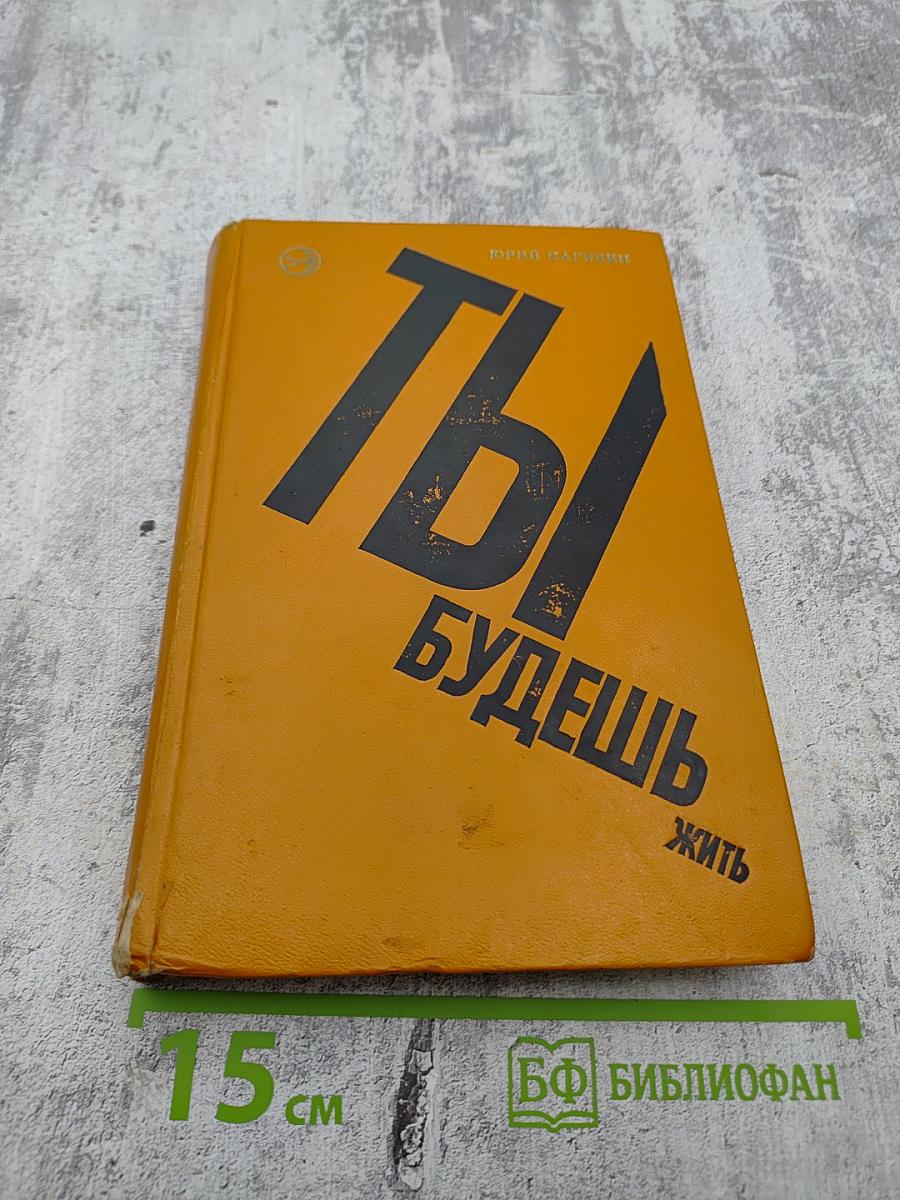 ЮРИЙ НАГИБИН
ТЫ
БУДЕШЬ
ЖИТЬ
15 см
БФ БИБЛИОФАН